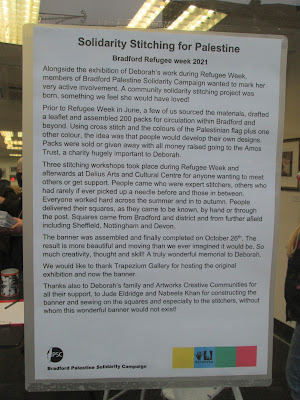 Solidarity Stitching for Palestine
Bradford Refugee week 2021
Alongside the exhibition of Deborah's work during Refugee Week,
members of Bradford Palestine Solidarity Campaign wanted to mark her
very active involvement. A community solidarity stitching project was
born, something we feel she would have loved!
Prior to Refugee Week in June, a few of us sourced the materials, drafted
a leaflet and assembled 200 packs for circulation within Bradford and
beyond. Using cross stitch and the colours of the Palestinian flag plus one
other colour, the idea was that people would develop their own designs.
Packs were sold or given away with all money raised going to the Amos
Trust, a charity hugely important to Deborah.
Three stitching workshops took place during Refugee Week and
afterwards at Delius Arts and Cultural Centre for anyone wanting to meet
others or get support. People came who were expert stitchers, others who
had rarely if ever picked up a needle before and those in between.
Everyone worked hard across the summer and in to autumn. People
delivered their squares, as they came to be known, by hand or through
the post. Squares came from Bradford and district and from further afield
including Sheffield, Nottingham and Devon.
The banner was assembled and finally completed on October 26th. The
result is more beautiful and moving than we ever imagined it would be. So
much creativity, thought and skill! A truly wonderful memorial to Deborah.
We would like to thank Trapezium Gallery for hosting the original
exhibition and now the banner.
Thanks also to Deborah's family and Artworks Creative Communities for
all their support, to Jude Eldridge and Nabeela Khan for constructing the
banner and sewing on the squares and especially to the stitchers, without
whom this wonderful banner would not exist!
PSC
Bradford Palestine Solidarity Campaign